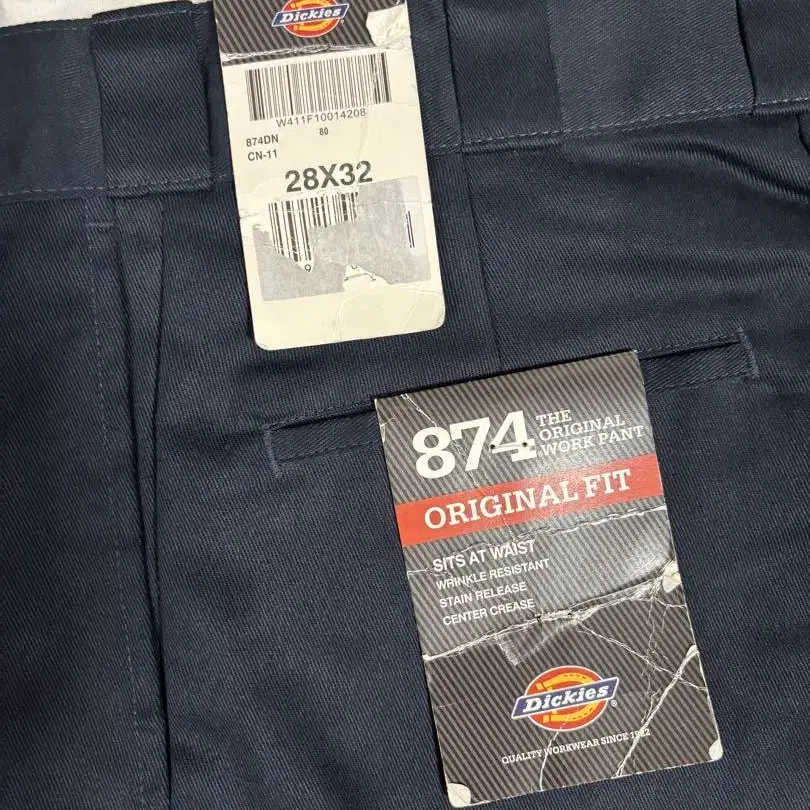 Dickies
W411F10014208
874DN
80
CN-11
28X32
9
874
THE
ORIGINAL
WORK PANT
ORIGINAL FIT
SITS AT WAIST
WRINKLE RESISTANT
STAIN RELEASE
CENTER CREASE
Dickies®
QUALITY WORKWEAR SINCE 1922